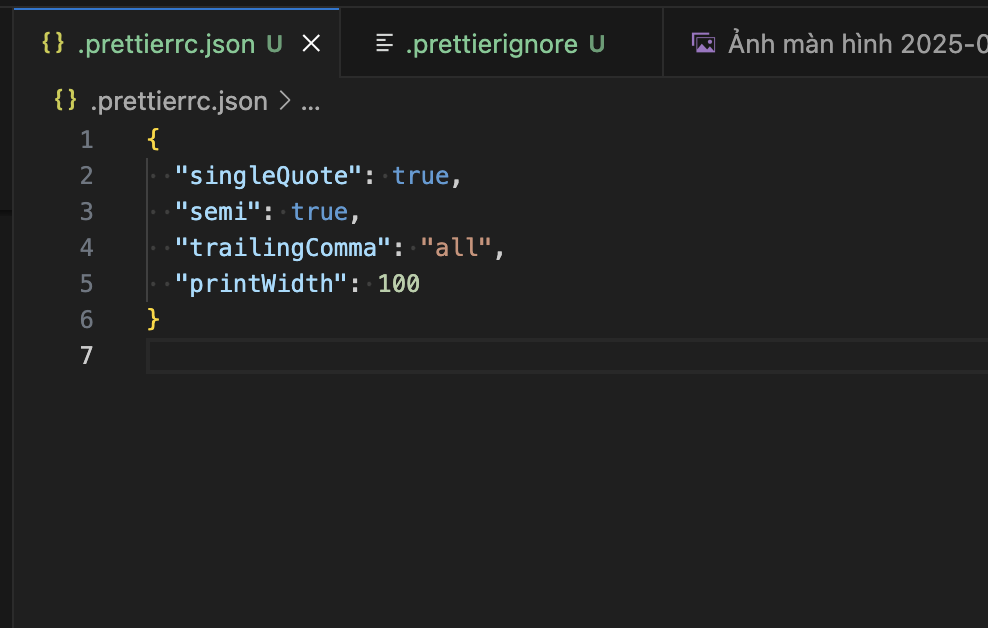 {} .prettierrc.json U ×
.prettierignore U
Ảnh màn hình 2025-0
{} .prettierrc.json > ...
1 {
2   "singleQuote": true,
3   "semi": true,
4   "trailingComma": "all",
5   "printWidth": 100
6 }
7